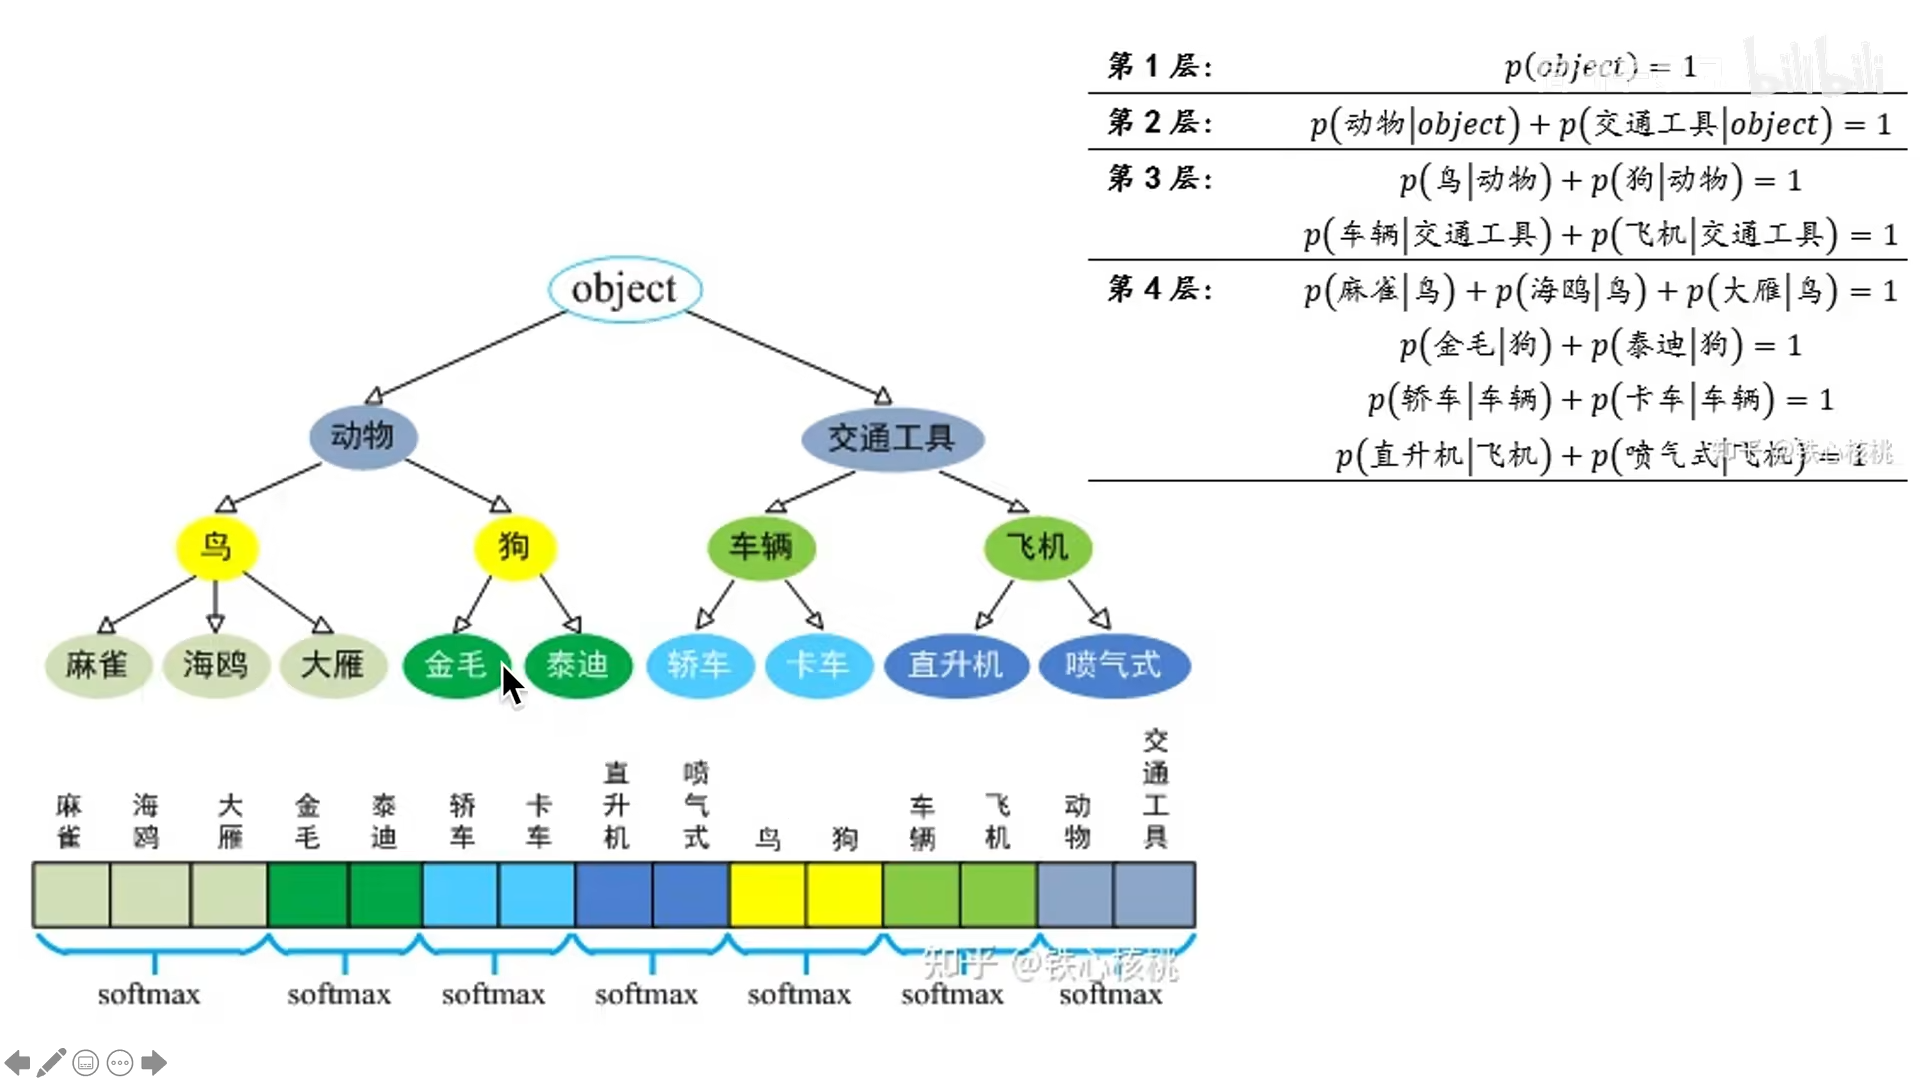 第 1 层： p(object) = 1
bilibili
第 2 层： p(动物|object) + p(交通工具|object) = 1
第 3 层： p(鸟|动物) + p(狗|动物) = 1
p(车辆|交通工具) + p(飞机|交通工具) = 1
第 4 层： p(麻雀|鸟) + p(海鸥|鸟) + p(大雁|鸟) = 1
p(金毛|狗) + p(泰迪|狗) = 1
p(轿车|车辆) + p(卡车|车辆) = 1
p(直升机|飞机) + p(喷气式|飞机) = 1
知乎 @铁心核桃
object
动物 交通工具
鸟 狗 车辆 飞机
麻雀 海鸥 大雁 金毛 泰迪 轿车 卡车 直升机 喷气式
麻雀 海鸥 大雁 金毛 泰迪 轿车 卡车 直升机 喷气式 鸟 狗 车辆 飞机 动物 交通工具
知乎 @铁心核桃
softmax softmax softmax softmax softmax softmax softmax